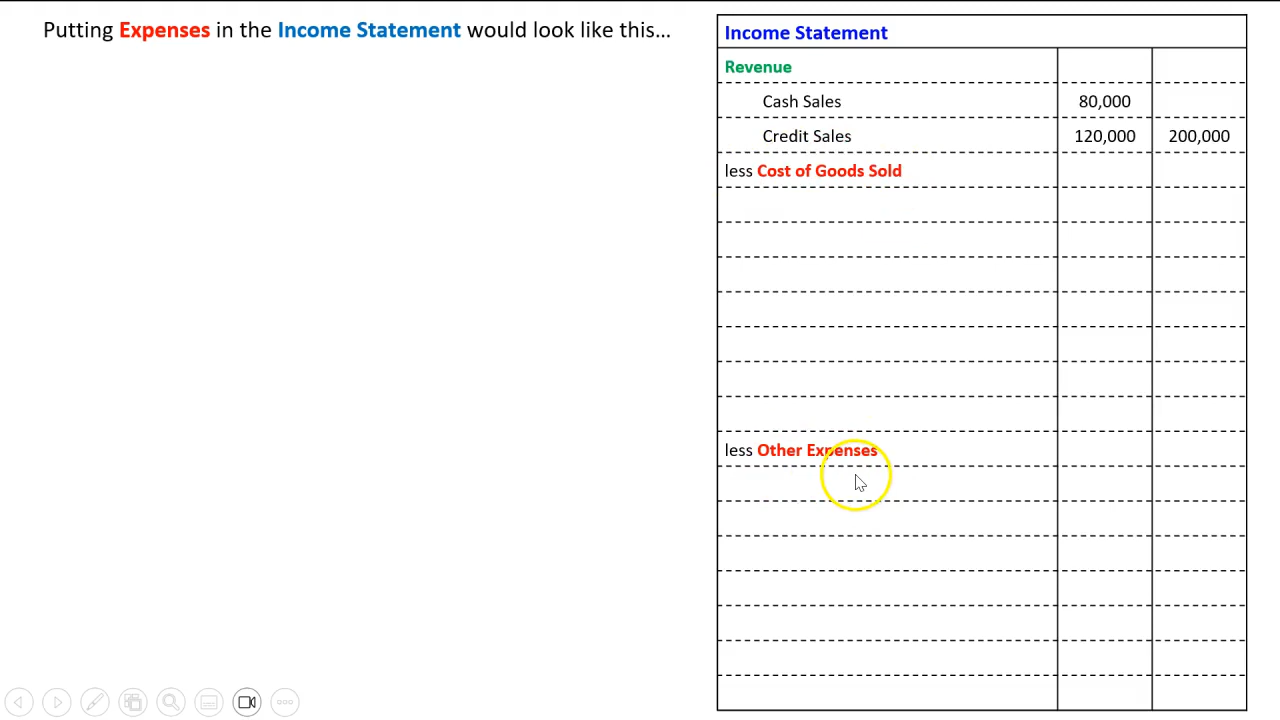 Putting Expenses in the Income Statement would look like this...
Income Statement
Revenue
Cash Sales 80,000
Credit Sales 120,000 200,000
less Cost of Goods Sold
less Other Expenses